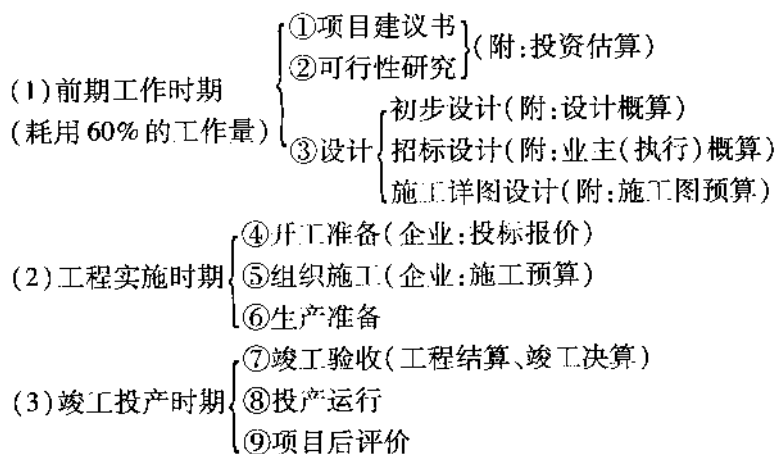 ①项目建议书
②可行性研究
(附:投资估算)
(1)前期工作时期
(耗用60%的工作量)
③设计
初步设计(附:设计概算)
招标设计(附:业主(执行)概算)
施工详图设计(附:施工图预算)
(2)工程实施时期
④开工准备(企业:投标报价)
⑤组织施工(企业:施工预算)
⑥生产准备
(3)竣工投产时期
⑦竣工验收(工程结算、竣工决算)
⑧投产运行
⑨项目后评价